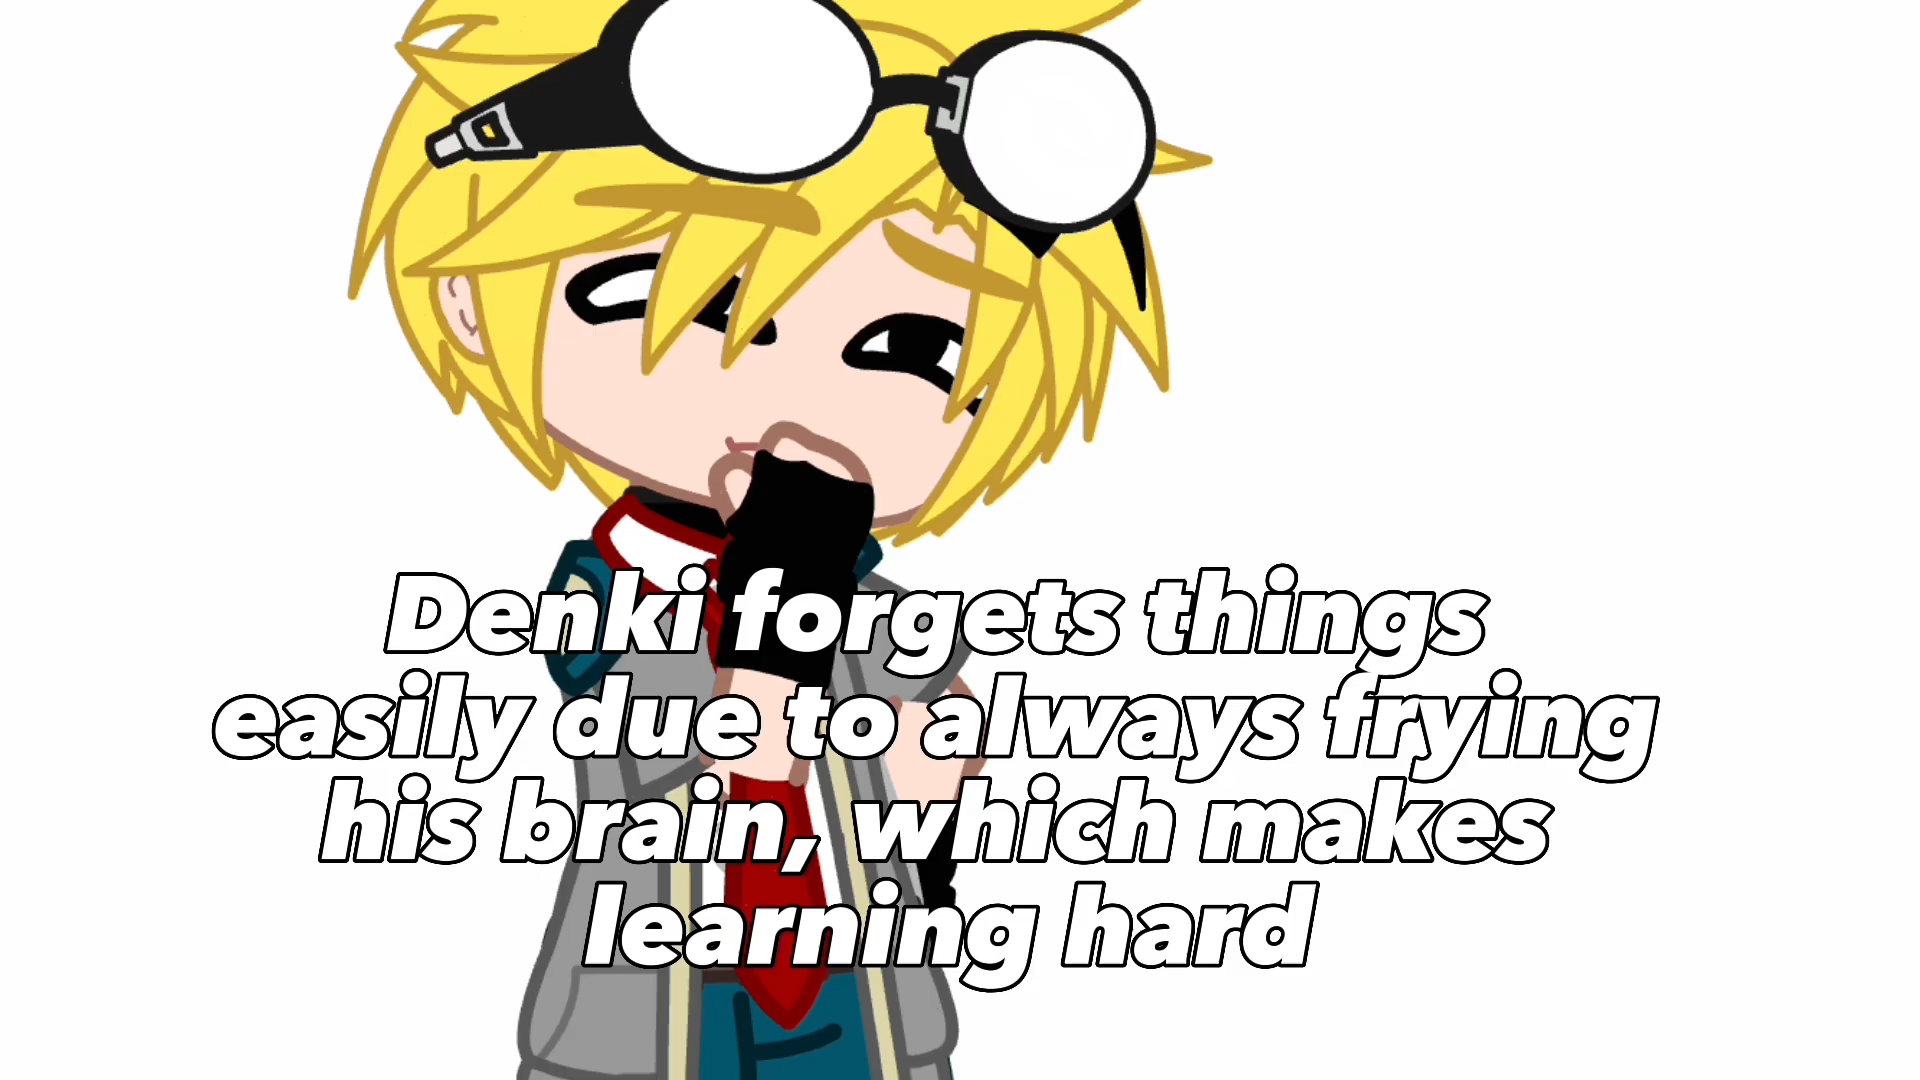 Denki forgets things
easily due to always frying
his brain, which makes
learning hard